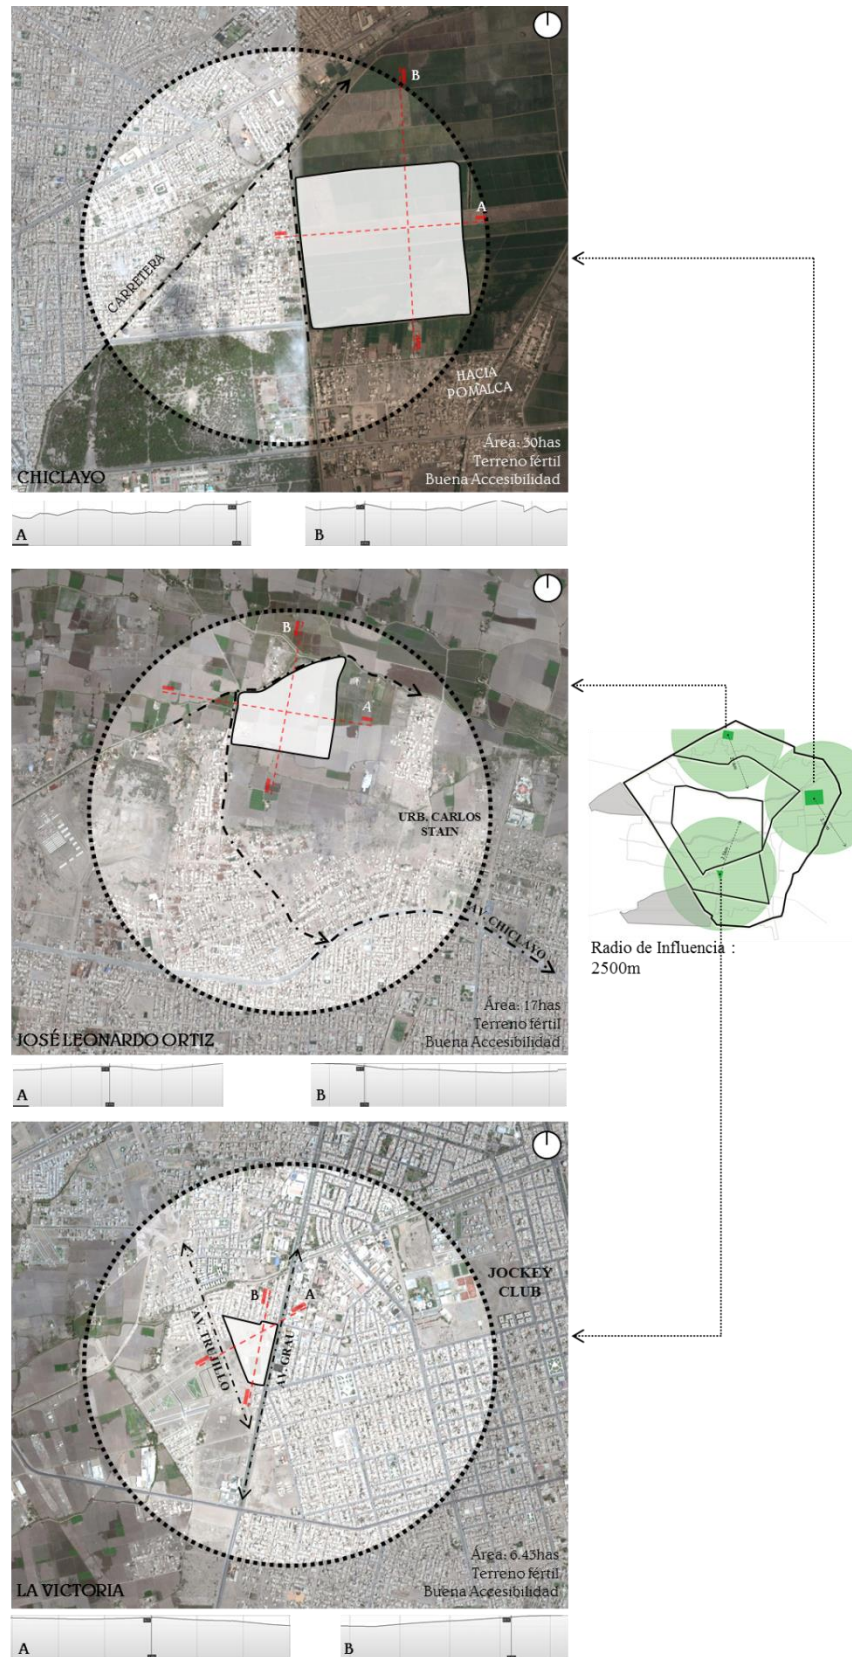 B
A
CARRETERA
HACIA
POMALCA
Área: 30has
Terreno fértil
Buena Accesibilidad
CHICLAYO
A
B
B
A
URB. CARLOS
STAIN
AV. CHICLAYO
Área: 17has
Terreno fértil
Buena Accesibilidad
JOSÉ LEONARDO ORTIZ
A
B
Radio de Influencia :
2500m
JOCKEY
CLUB
B
A
AV. TRUJILLO
AV. GRAU
Área: 6.43has
Terreno fértil
Buena Accesibilidad
LA VICTORIA
A
B